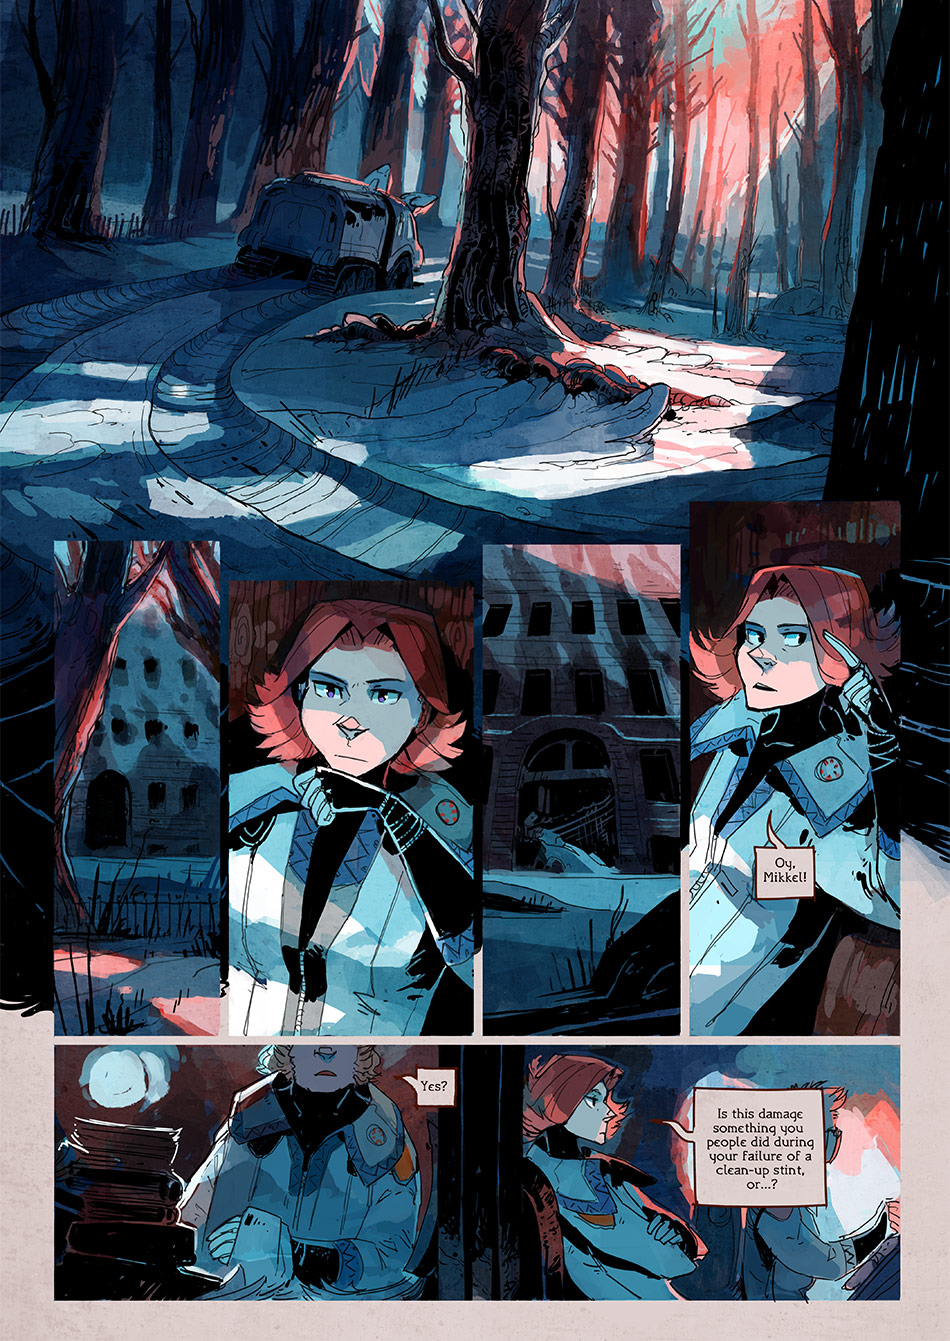 Oy,
Mikkel!
Yes?
Is this damage
something you
people did during
your failure of a
clean-up stint,
or...?